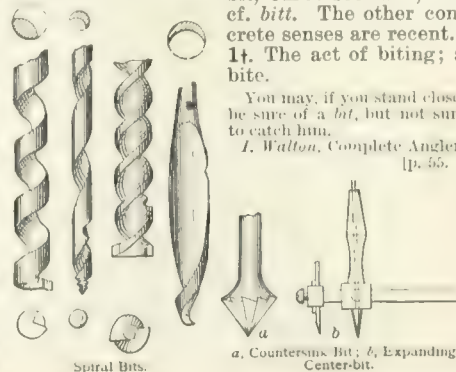 cf. bitt. The other con-
crete senses are recent.]
1†. The act of biting; a
bite.
You may, if you stand close
be sure of a bit, but not sure
to catch him.
I. Walton, Complete Angler
[p. 55.
a
b
Spiral Bits.
a, Countersink Bit; b, Expanding
Center-bit.